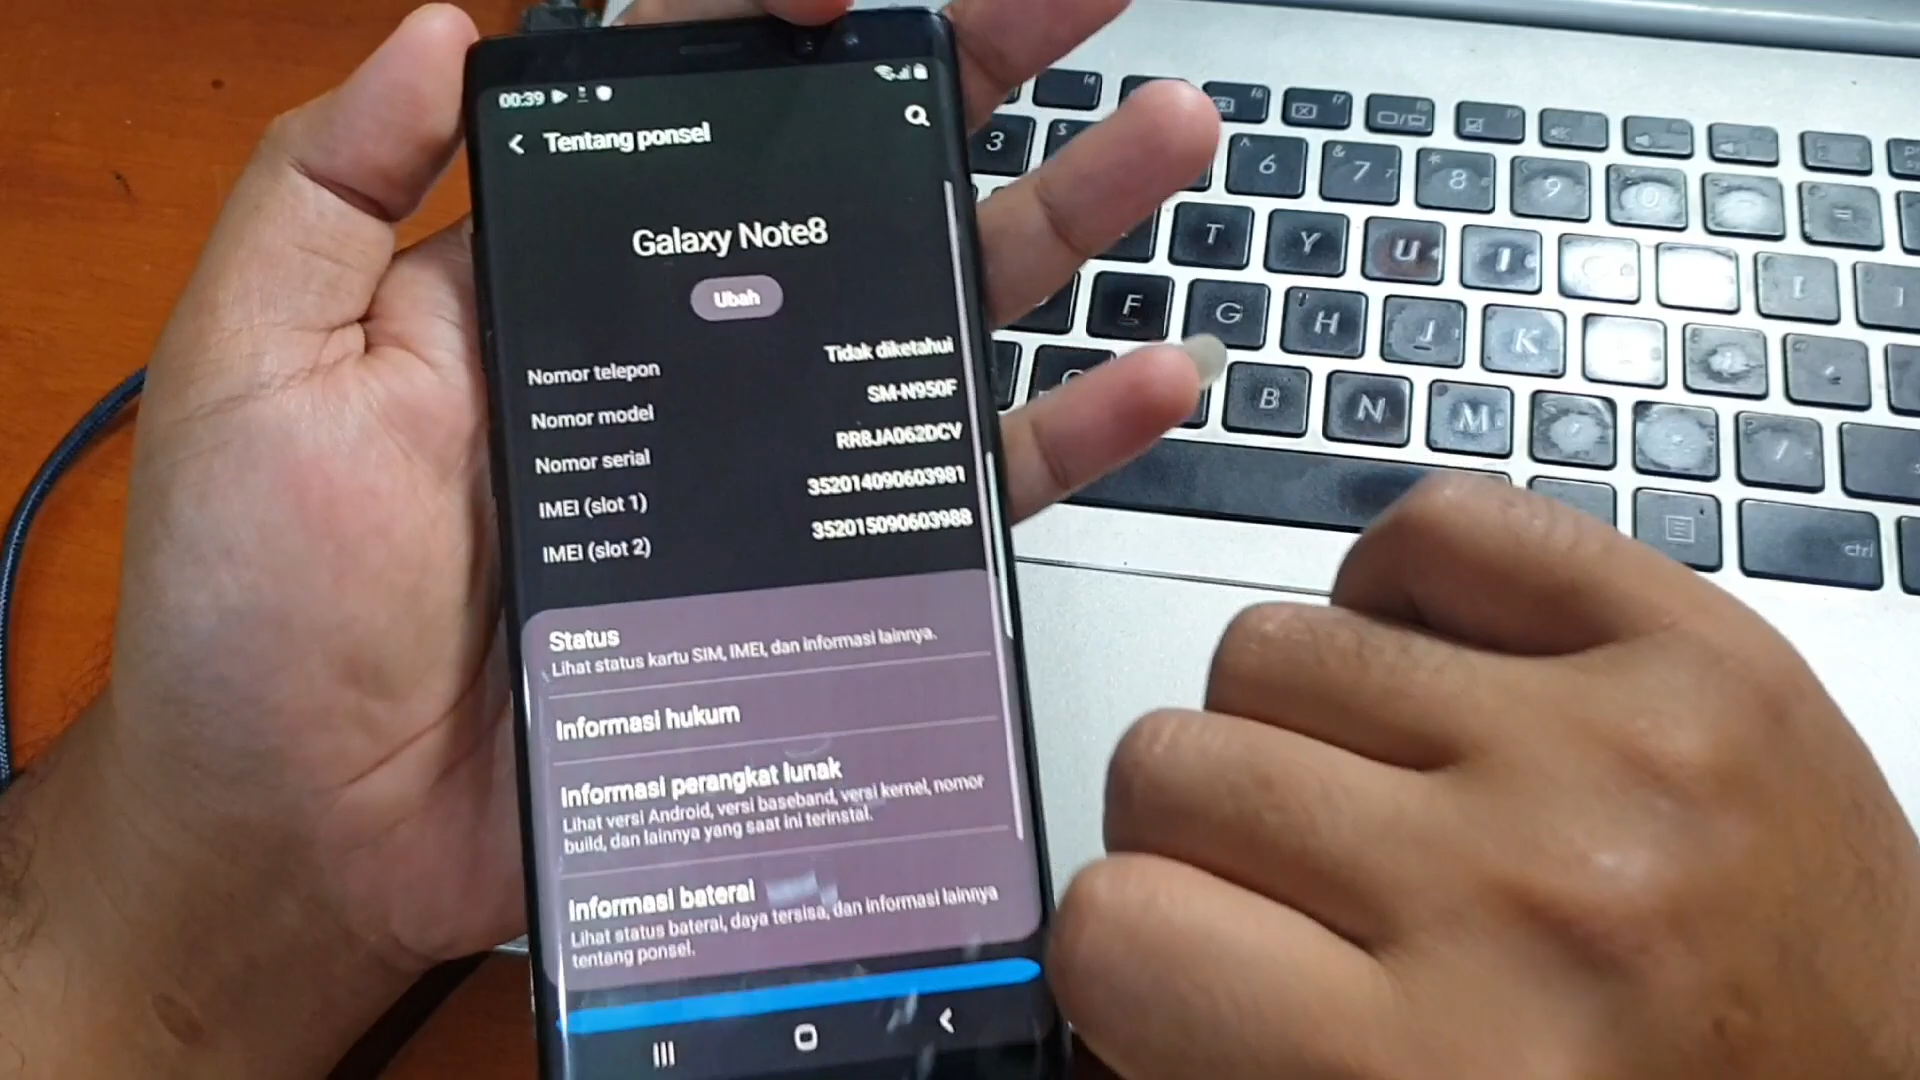 00:39
Tentang ponsel
Galaxy Note8
Ubah
Nomor telepon Tidak diketahui
Nomor model SM-N950F
Nomor serial RR8JA062DCV
IMEI (slot 1) 352014090603981
IMEI (slot 2) 352015090603988
Status
Lihat status kartu SIM, IMEI, dan informasi lainnya.
Informasi hukum
Informasi perangkat lunak
Lihat versi Android, versi baseband, versi kernel, nomor
build, dan lainnya yang saat ini terinstal.
Informasi baterai
Lihat status baterai, daya tersisa, dan informasi lainnya
tentang ponsel.
3 6 7 8 9 0
T Y U I
F G H J K
B N M
ctrl